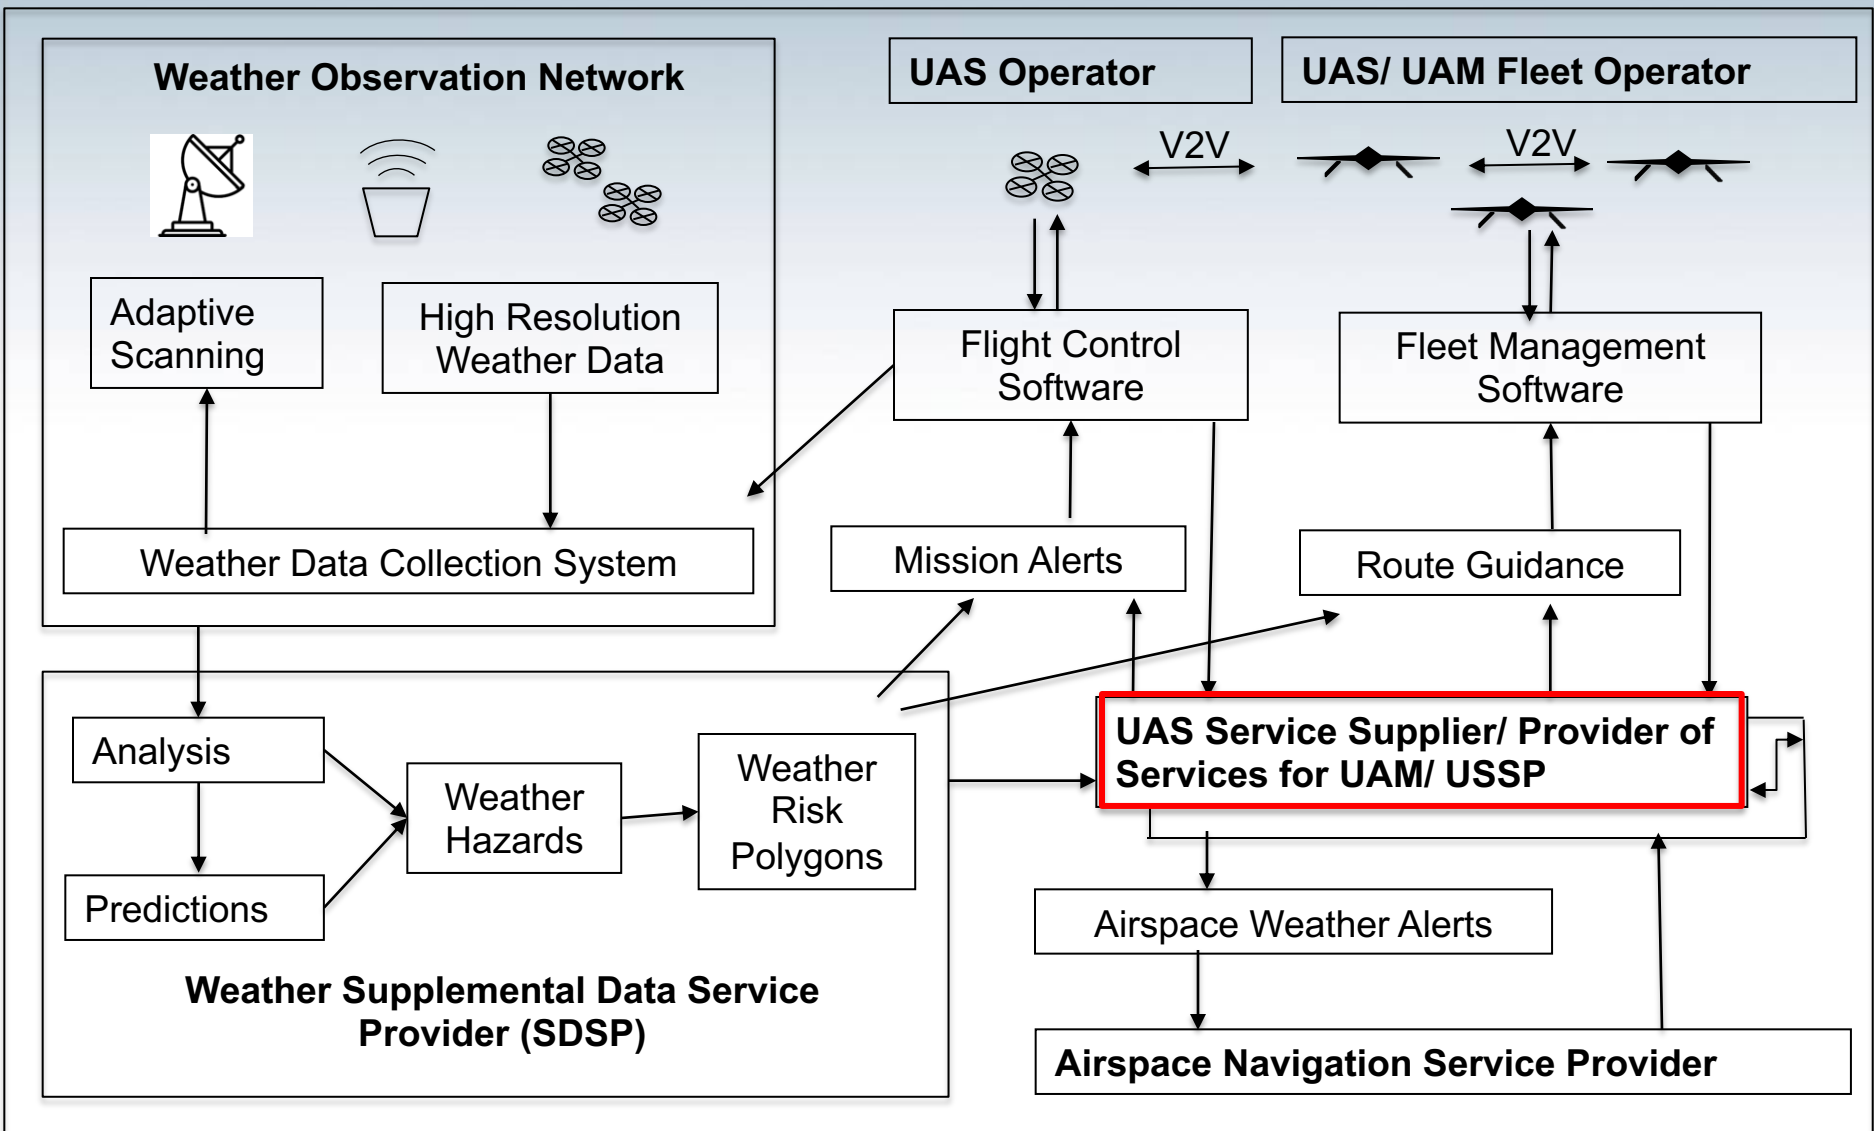 Weather Observation Network
UAS Operator
UAS/ UAM Fleet Operator
V2V
V2V
Adaptive
Scanning
High Resolution
Weather Data
Flight Control
Software
Fleet Management
Software
Weather Data Collection System
Mission Alerts
Route Guidance
Analysis
Predictions
Weather
Hazards
Weather
Risk
Polygons
UAS Service Supplier/ Provider of
Services for UAM/ USSP
Airspace Weather Alerts
Weather Supplemental Data Service
Provider (SDSP)
Airspace Navigation Service Provider